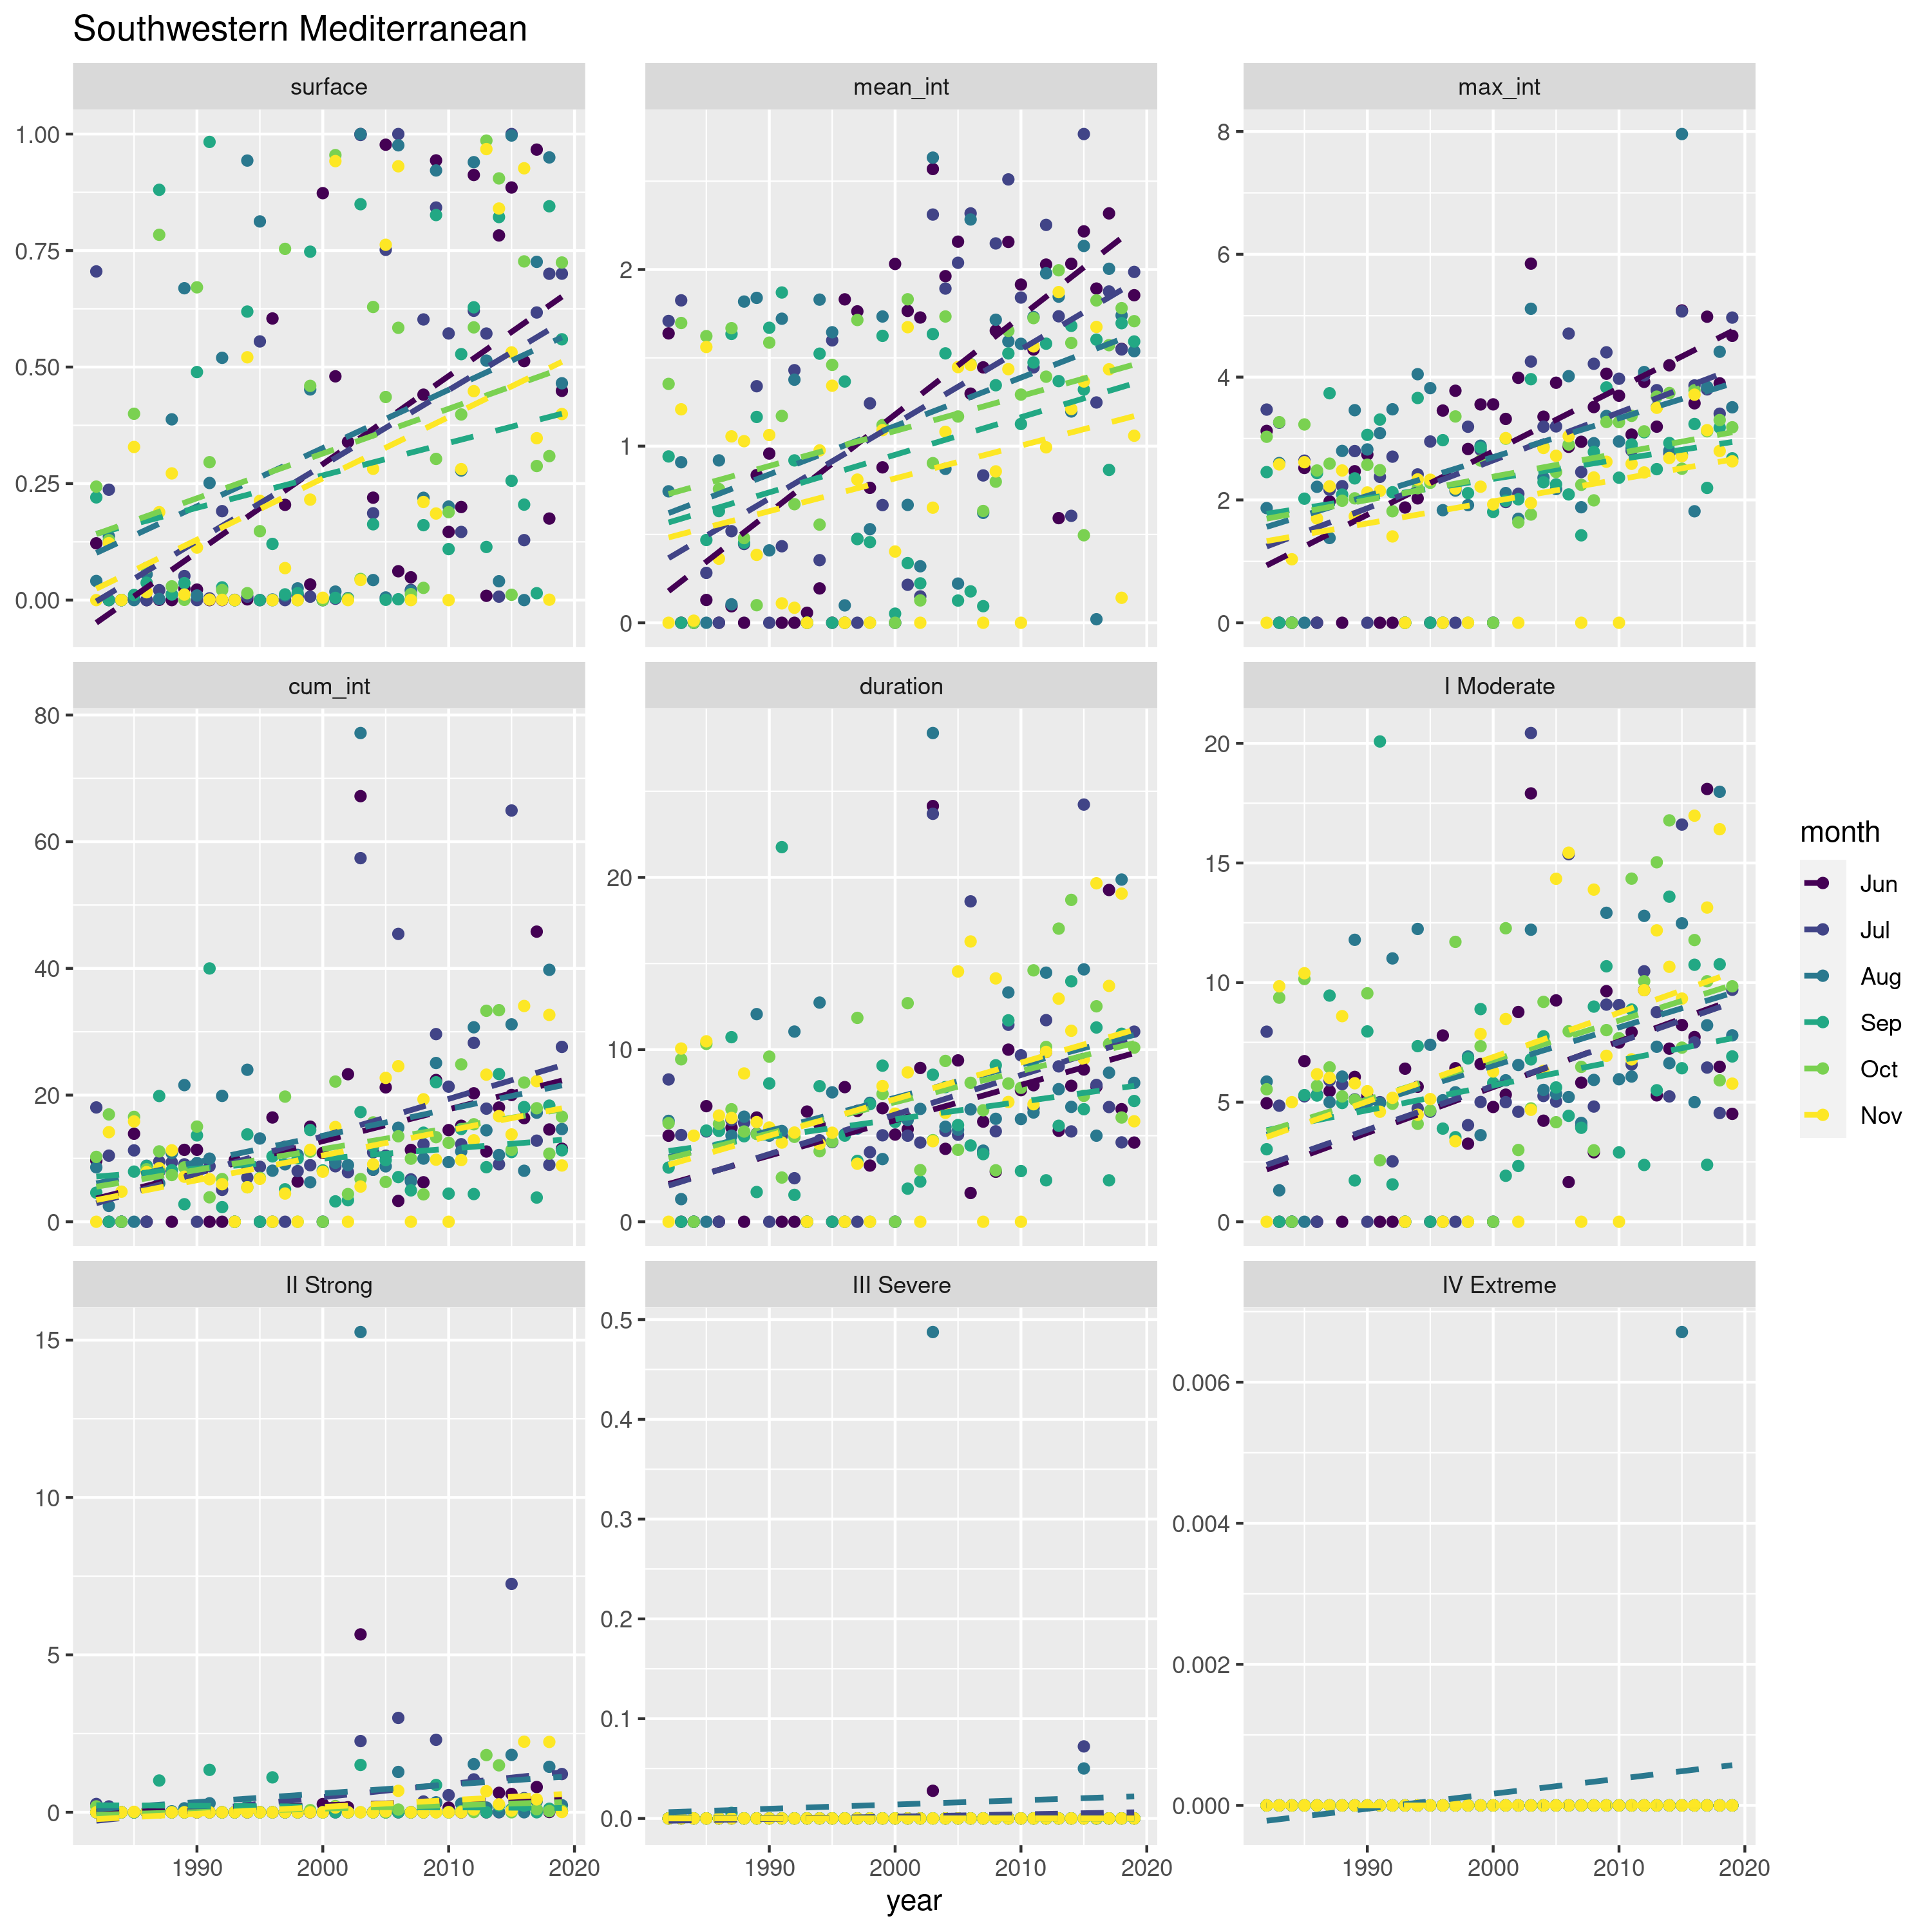 Southwestern Mediterranean
surface
mean_int
max_int
1.00
0.75
0.50
0.25
0.00
2
1
0
8
6
4
2
0
cum_int
duration
I Moderate
80
60
40
20
0
20
10
0
20
15
10
5
0
month
Jun
Jul
Aug
Sep
Oct
Nov
II Strong
III Severe
IV Extreme
15
10
5
0
0.5
0.4
0.3
0.2
0.1
0.0
0.006
0.004
0.002
0.000
1990 2000 2010 2020
1990 2000 2010 2020
1990 2000 2010 2020
year